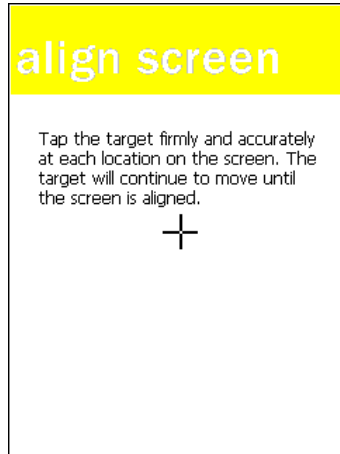 align screen
Tap the target firmly and accurately
at each location on the screen. The
target will continue to move until
the screen is aligned.